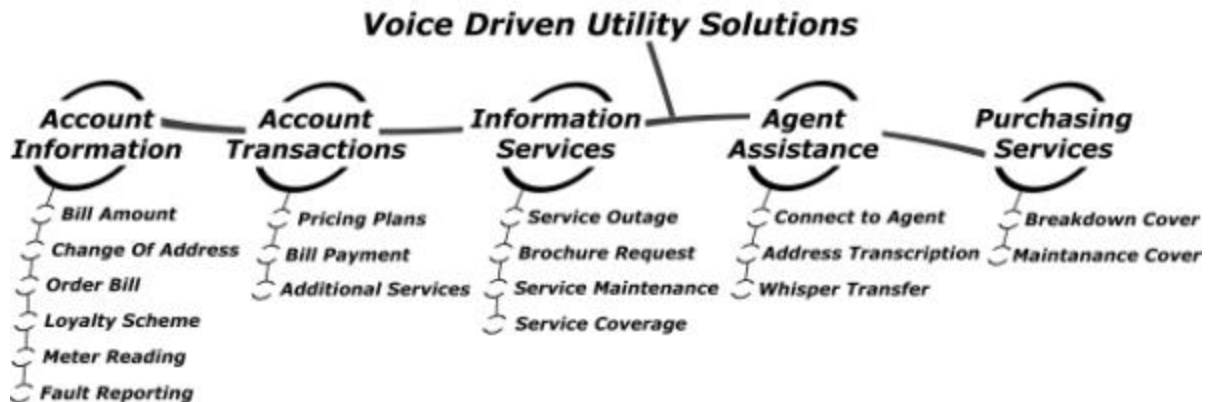 Voice Driven Utility Solutions
Account
Information
Bill Amount
Change Of Address
Order Bill
Loyalty Scheme
Meter Reading
Fault Reporting
Account
Transactions
Pricing Plans
Bill Payment
Additional Services
Information
Services
Service Outage
Brochure Request
Service Maintenance
Service Coverage
Agent
Assistance
Connect to Agent
Address Transcription
Whisper Transfer
Purchasing
Services
Breakdown Cover
Maintanance Cover